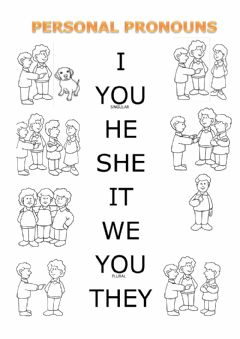 PERSONAL PRONOUNS
I
YOU
SINGULAR
HE
SHE
IT
WE
YOU
PLURAL
THEY